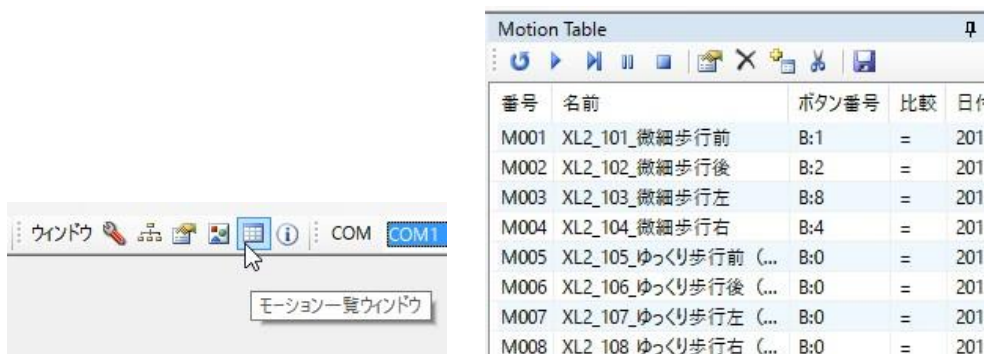 ウィンドウ COM COM1
モーション一覧ウィンドウ
Motion Table
番号 名前 ボタン番号 比較 日付
M001 XL2_101_微細歩行前 B:1 = 201
M002 XL2_102_微細歩行後 B:2 = 201
M003 XL2_103_微細歩行左 B:8 = 201
M004 XL2_104_微細歩行右 B:4 = 201
M005 XL2_105_ゆっくり歩行前 (... B:0 = 201
M006 XL2_106_ゆっくり歩行後 (... B:0 = 201
M007 XL2_107_ゆっくり歩行左 (... B:0 = 201
M008 XL2_108_ゆっくり歩行右 (... B:0 = 201